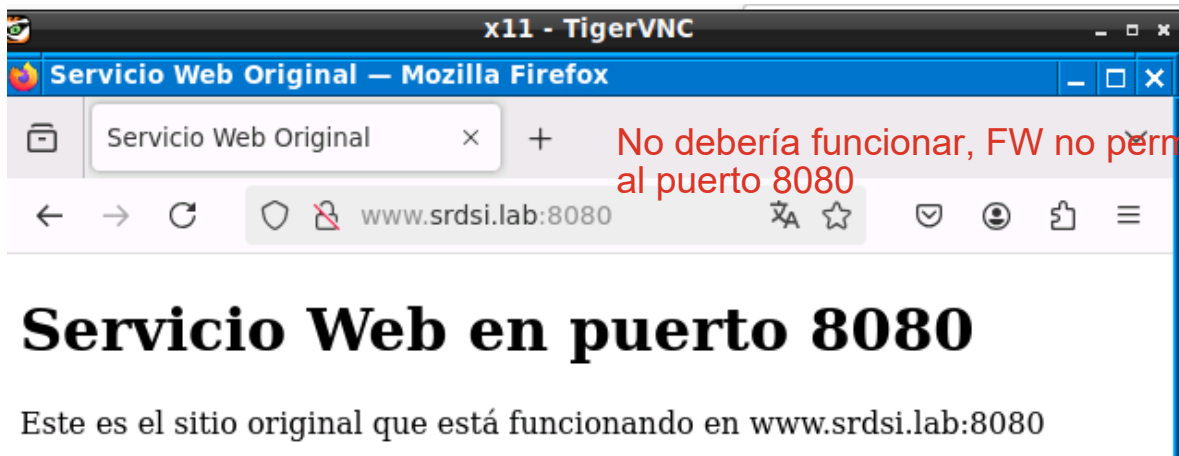 x11 - TigerVNC
Servicio Web Original — Mozilla Firefox
Servicio Web Original
No debería funcionar, FW no perm
al puerto 8080
www.srdsi.lab:8080
Servicio Web en puerto 8080
Este es el sitio original que está funcionando en www.srdsi.lab:8080